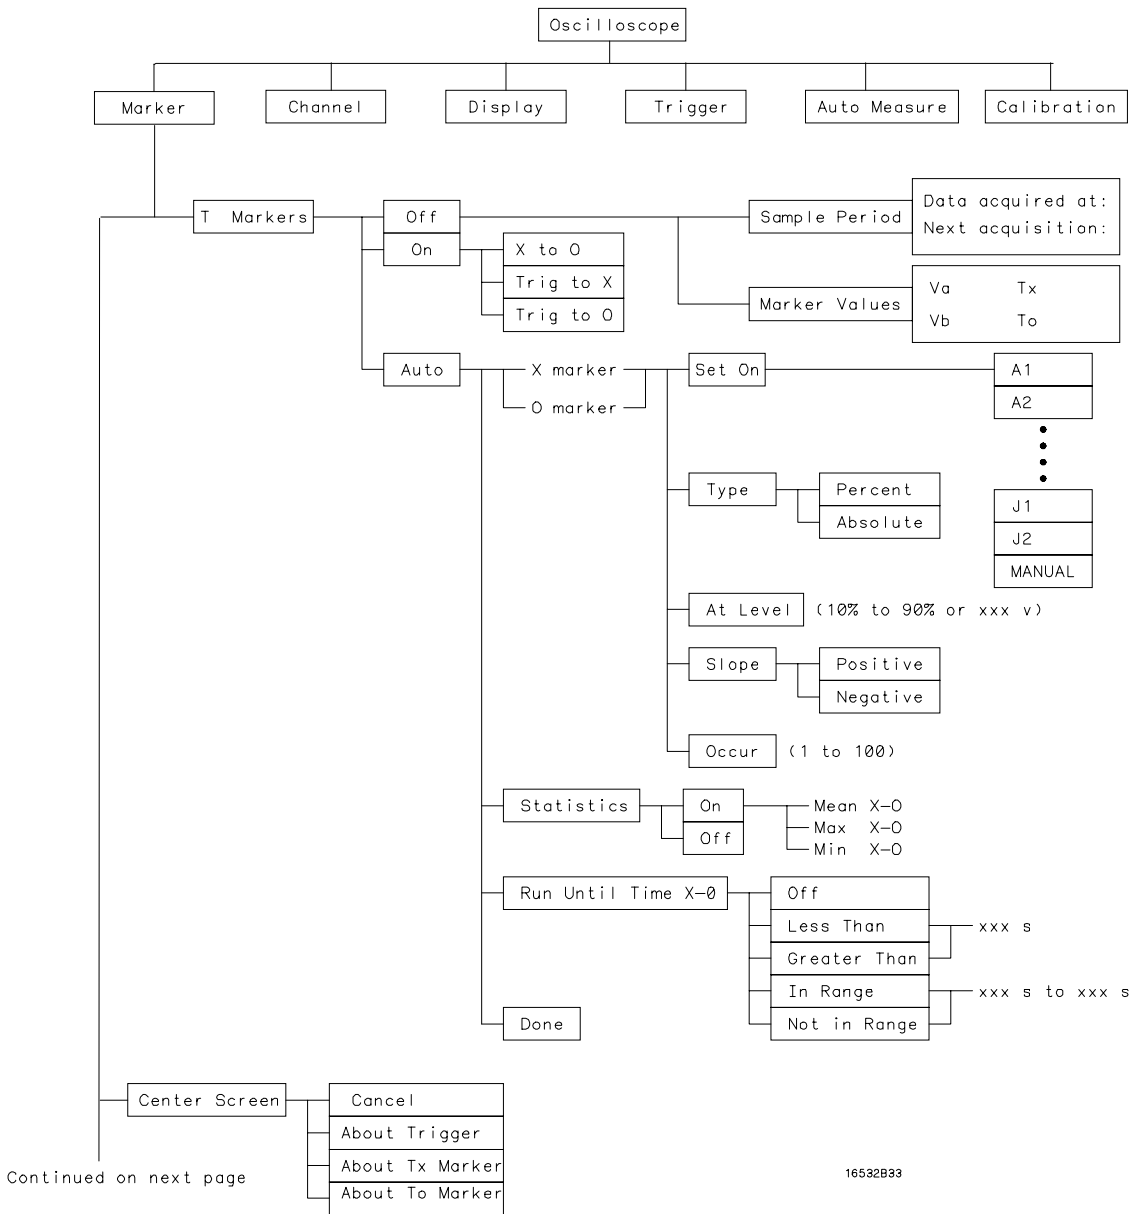 Oscilloscope
Marker
Channel
Display
Trigger
Auto Measure
Calibration
T Markers
Off
On
X to O
Trig to X
Trig to O
Sample Period
Data acquired at:
Next acquisition:
Marker Values
Va Tx
Vb To
Auto
X marker
O marker
Set On
A1
A2
J1
J2
MANUAL
Type
Percent
Absolute
At Level (10% to 90% or xxx v)
Slope
Positive
Negative
Occur (1 to 100)
Statistics
On
Off
Mean X-O
Max X-O
Min X-O
Run Until Time X-0
Off
Less Than
Greater Than
xxx s
In Range
Not in Range
xxx s to xxx s
Done
Center Screen
Cancel
About Trigger
About Tx Marker
About To Marker
Continued on next page
16532B33